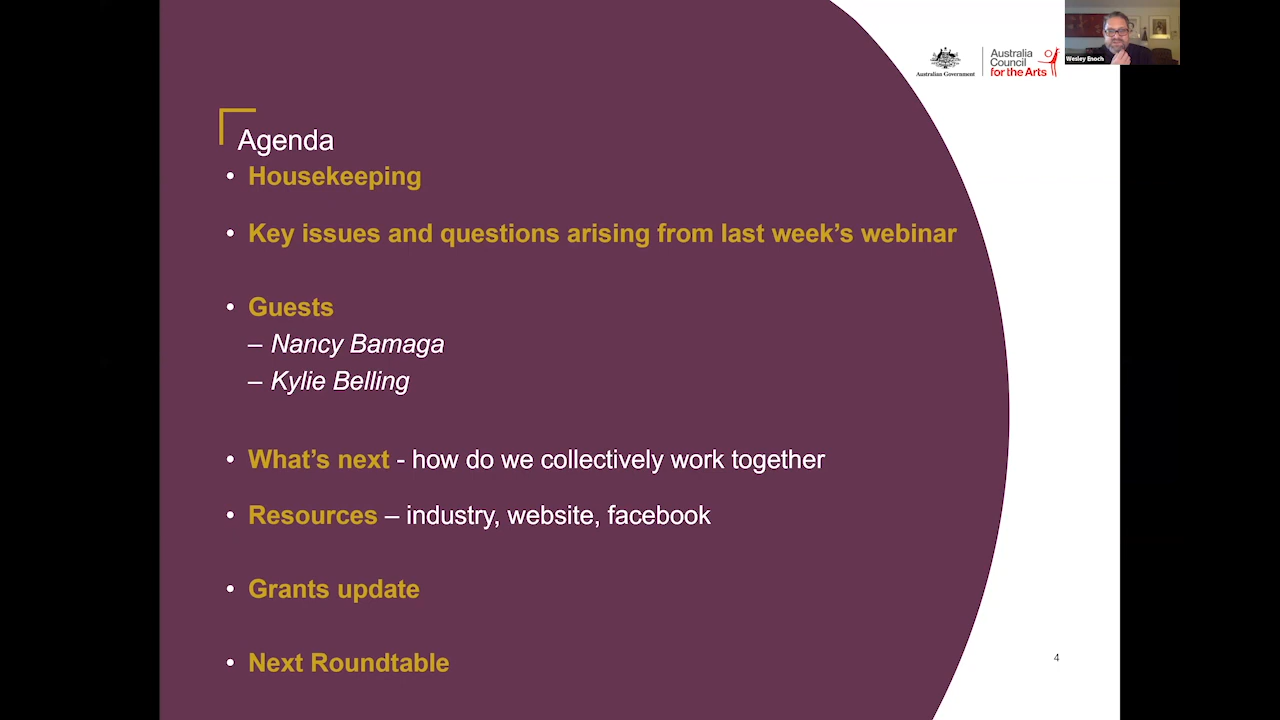 Australian Government
Australia
Council
for the Arts
Wesley Enoch
Agenda
• Housekeeping
• Key issues and questions arising from last week’s webinar
• Guests
– Nancy Bamaga
– Kylie Belling
• What’s next - how do we collectively work together
• Resources – industry, website, facebook
• Grants update
• Next Roundtable
4